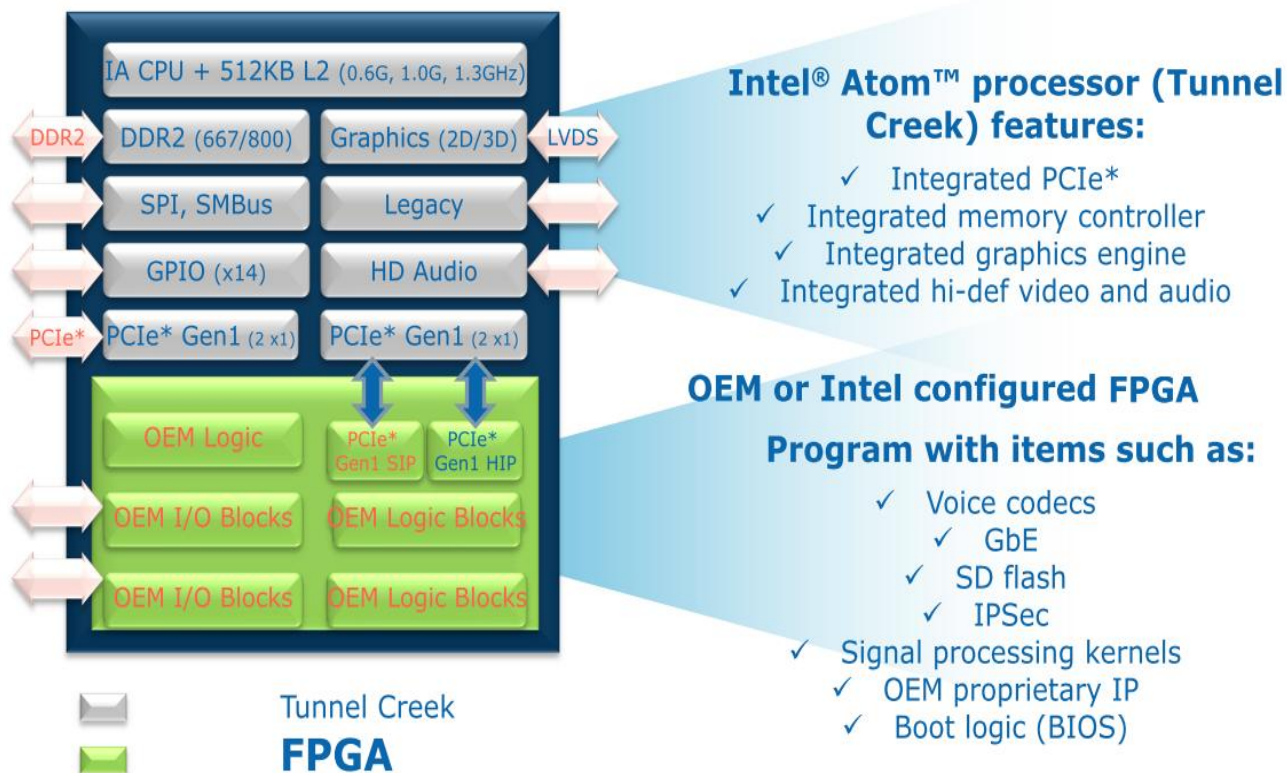 IA CPU + 512KB L2 (0.6G, 1.0G, 1.3GHz)
DDR2
DDR2 (667/800)
Graphics (2D/3D)
LVDS
SPI, SMBus
Legacy
GPIO (x14)
HD Audio
PCIe*
PCIe* Gen1 (2 x1)
PCIe* Gen1 (2 x1)
OEM Logic
PCIe*
Gen1 SIP
PCIe*
Gen1 HIP
OEM I/O Blocks
OEM Logic Blocks
OEM I/O Blocks
OEM Logic Blocks
Tunnel Creek
FPGA
Intel® Atom™ processor (Tunnel
Creek) features:
✓ Integrated PCIe*
✓ Integrated memory controller
✓ Integrated graphics engine
✓ Integrated hi-def video and audio
OEM or Intel configured FPGA
Program with items such as:
✓ Voice codecs
✓ GbE
✓ SD flash
✓ IPSec
✓ Signal processing kernels
✓ OEM proprietary IP
✓ Boot logic (BIOS)